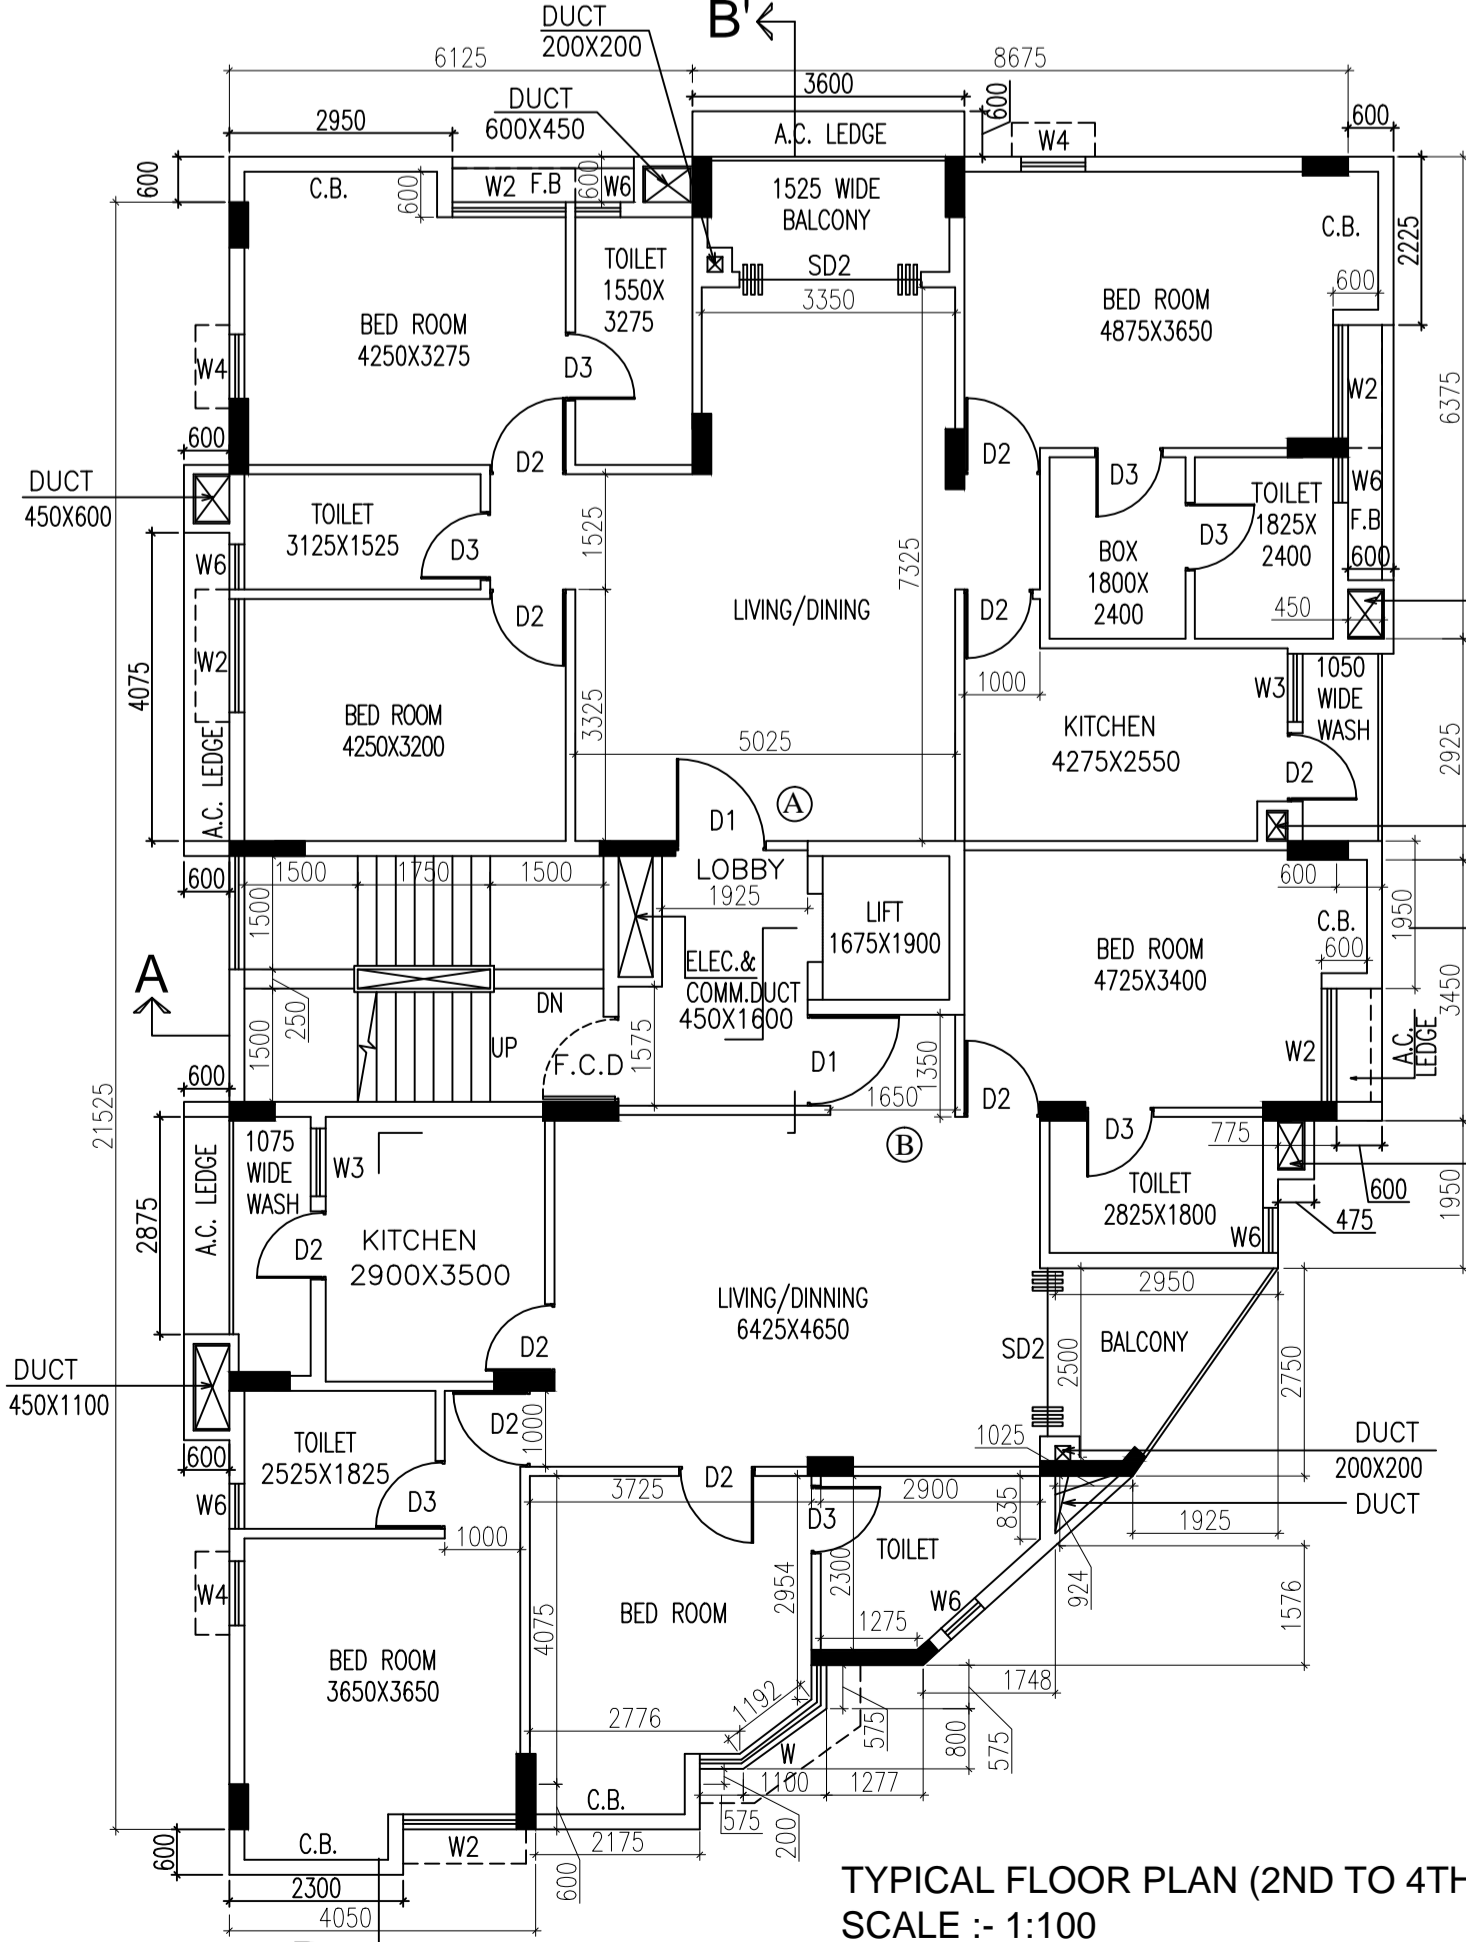 DUCT
200X200
B'
6125
8675
3600
600
DUCT
600X450
2950
A.C. LEDGE
W4
600
600
C.B.
600
W2
F.B
600
W6
1525 WIDE
BALCONY
C.B.
2225
TOILET
1550X
3275
SD2
3350
600
BED ROOM
4250X3275
BED ROOM
4875X3650
W4
D3
W2
6375
600
D2
D2
D3
DUCT
450X600
TOILET
3125X1525
D3
1525
7325
TOILET
1825X
2400
D3
W6
F.B
600
BOX
1800X
2400
W6
D2
LIVING/DINING
D2
450
4075
W2
BED ROOM
4250X3200
3325
5025
1000
W3
1050
WIDE
WASH
KITCHEN
4275X2550
D2
2925
A.C. LEDGE
A
D1
LOBBY
1925
600
1500
1750
1500
1500
LIFT
1675X1900
600
C.B.
600
1950
BED ROOM
4725X3400
ELEC.&
COMM.DUCT
450X1600
A
250
DN
3450
1500
UP
F.C.D
1575
D1
1350
W2
A.C.
LEDGE
600
1650
D2
21525
B
D3
775
1075
WIDE
WASH
W3
A.C. LEDGE
2875
TOILET
2825X1800
600
475
1950
W6
D2
KITCHEN
2900X3500
2950
LIVING/DINNING
6425X4650
SD2
2500
BALCONY
2750
D2
DUCT
450X1100
D2
1000
1025
DUCT
200X200
DUCT
600
TOILET
2525X1825
D3
D2
3725
D3
2900
835
1925
W6
1000
TOILET
2300
2954
924
1576
W4
4075
BED ROOM
W6
1275
BED ROOM
3650X3650
1748
1192
2776
575
W
800
575
1100
1277
C.B.
575
200
C.B.
W2
2175
600
600
2300
4050
TYPICAL FLOOR PLAN (2ND TO 4TH
SCALE :- 1:100